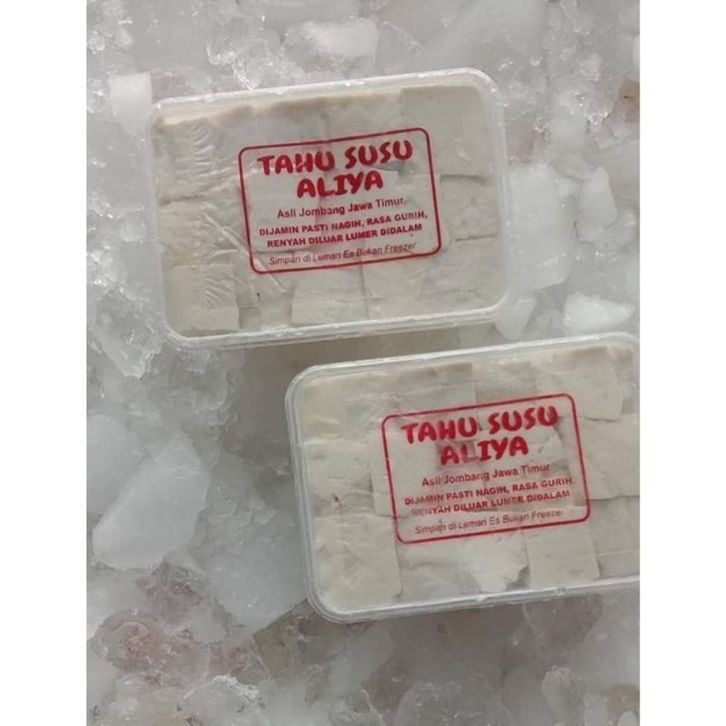 TAHU SUSU
ALIYA
Asli Jombang Jawa Timur
DIJAMIN PASTI NAGIH, RASA GURIH,
RENYAH DILUAR LUMER DIDALAM
Simpan di Lemari Es Bukan Freezer
TAHU SUSU
ALIYA
Asli Jombang Jawa Timur
DIJAMIN PASTI NAGIH, RASA GURIH,
RENYAH DILUAR LUMER DIDALAM
Simpan di Lemari Es Bukan Freezer